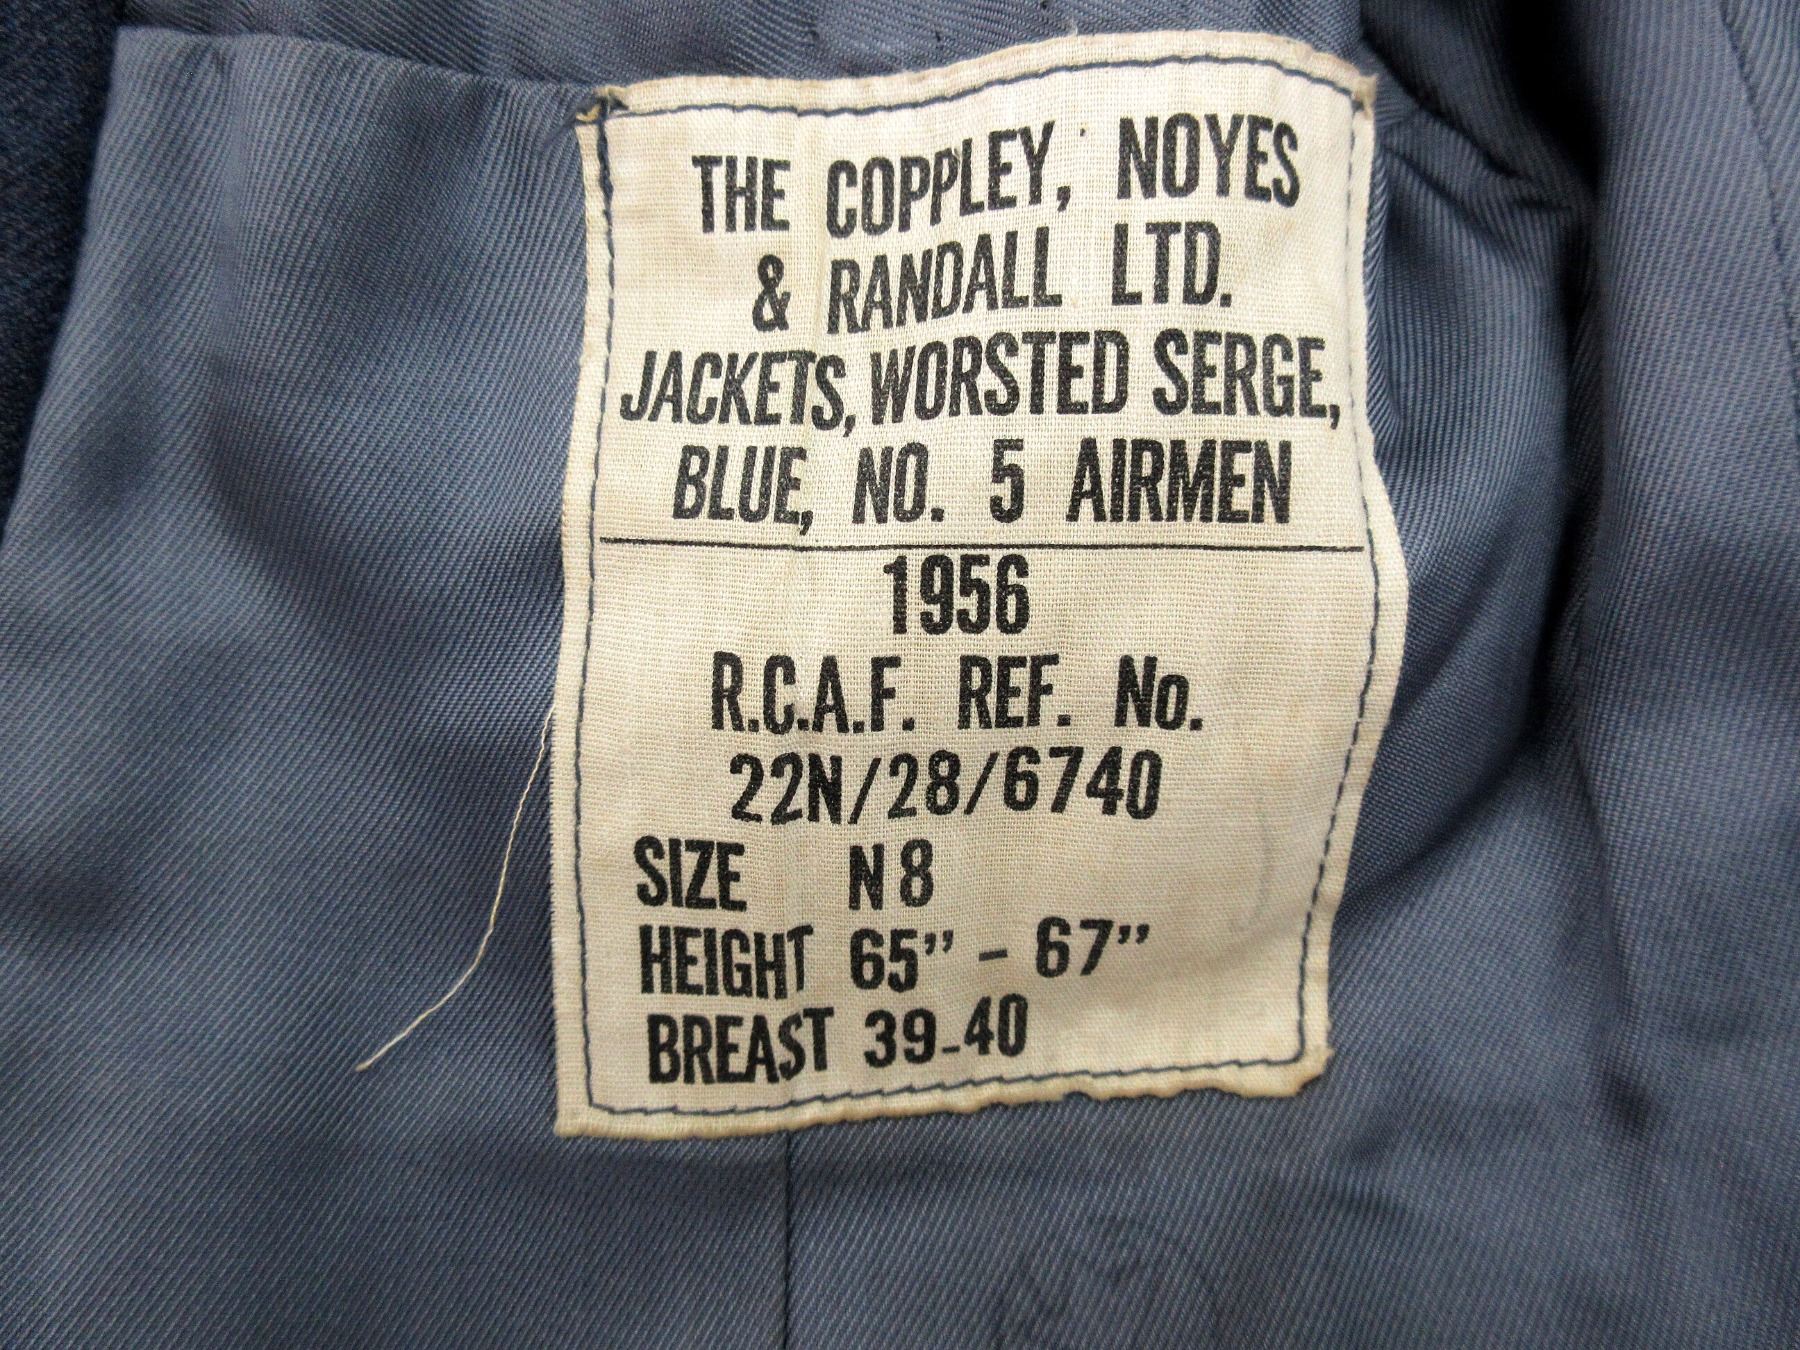 THE COPPLEY, NOYES
& RANDALL LTD.
JACKETS, WORSTED SERGE,
BLUE, NO. 5 AIRMEN
1956
R.C.A.F. REF. No.
22N/28/6740
SIZE N8
HEIGHT 65” - 67”
BREAST 39-40